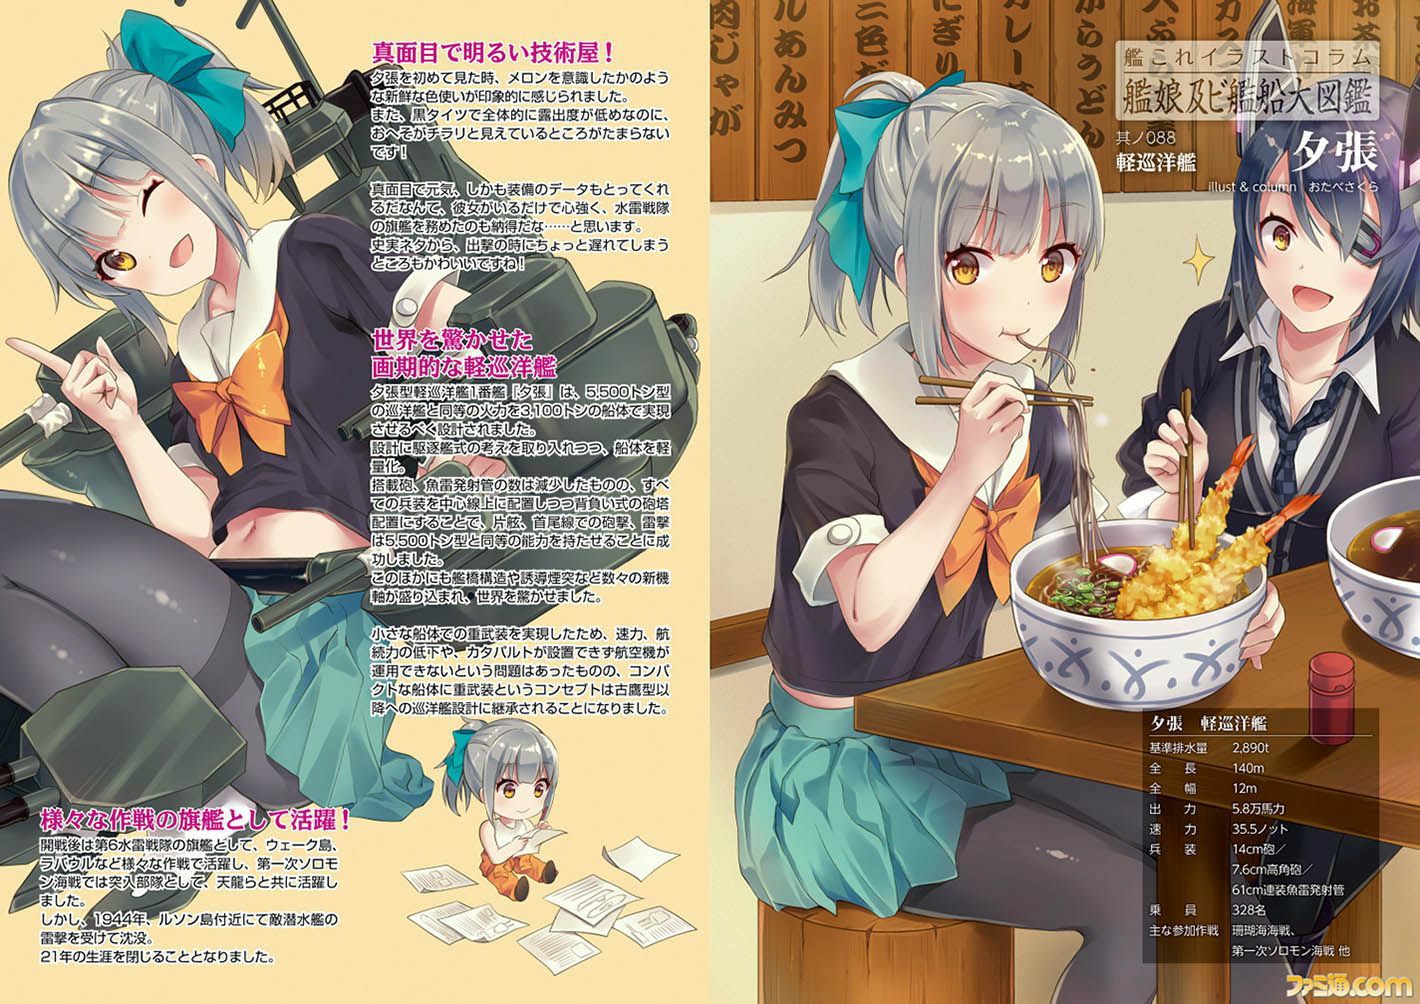 真面目で明るい技術屋！
夕張を初めて見た時、メロンを意識したかのよう
な新鮮な色使いが印象的に感じられました。
また、黒タイツで全体的に露出度が低めなのに、
おへそがチラリと見えているところがたまらない
です！
真面目で元気、しかも装備のデータもとってくれ
るだなんて、彼女がいるだけで心強く、水雷戦隊
の旗艦を務めたのも納得だな……と思います。
史実ネタから、出撃の時にちょっと遅れてしまう
ところもかわいいですね！
世界を驚かせた
画期的な軽巡洋艦
夕張型軽巡洋艦1番艦『夕張』は、5,500トン型
の巡洋艦と同等の火力を3,100トンの船体で実現
させるべく設計されました。
設計に駆逐艦式の考えを取り入れつつ、船体を軽
量化。
搭載砲、魚雷発射管の数は減少したものの、すべ
ての兵装を中心線上に配置しつつ背負い式の砲塔
配置にすることで、片舷、首尾線での砲撃、雷撃
は5,500トン型と同等の能力を持たせることに成
功しました。
このほかにも艦橋構造や誘導煙突など数々の新機
軸が盛り込まれ、世界を驚かせました。
小さな船体での重武装を実現したため、速力、航
続力の低下や、カタパルトが設置できず航空機が
運用できないという問題はあったものの、コンパ
クトな船体に重武装というコンセプトは古鷹型以
降への巡洋艦設計に継承されることになりました。
様々な作戦の旗艦として活躍！
開戦後は第6水雷戦隊の旗艦として、ウェーク島、
ラバウルなど様々な作戦で活躍し、第一次ソロモ
ン海戦では突入部隊として、天龍らと共に活躍し
ました。
しかし、1944年、ルソン島付近にて敵潜水艦の
雷撃を受けて沈没。
21年の生涯を閉じることとなりました。
艦これイラストコラム
艦娘及ビ艦船大図鑑
其ノ088
軽巡洋艦
夕張
illust & column　おたべさくら
肉じゃが
ルあんみつ
三色だ
にぎり
カレー
からうどん
天ぷら
海軍
お茶
夕張　軽巡洋艦
基準排水量　2,890t
全長　140m
全幅　12m
出力　5.8万馬力
速力　35.5ノット
兵装　14cm砲／
7.6cm高角砲／
61cm連装魚雷発射管
乗員　328名
主な参加作戦　珊瑚海海戦、
第一次ソロモン海戦 他
ファミ通.com